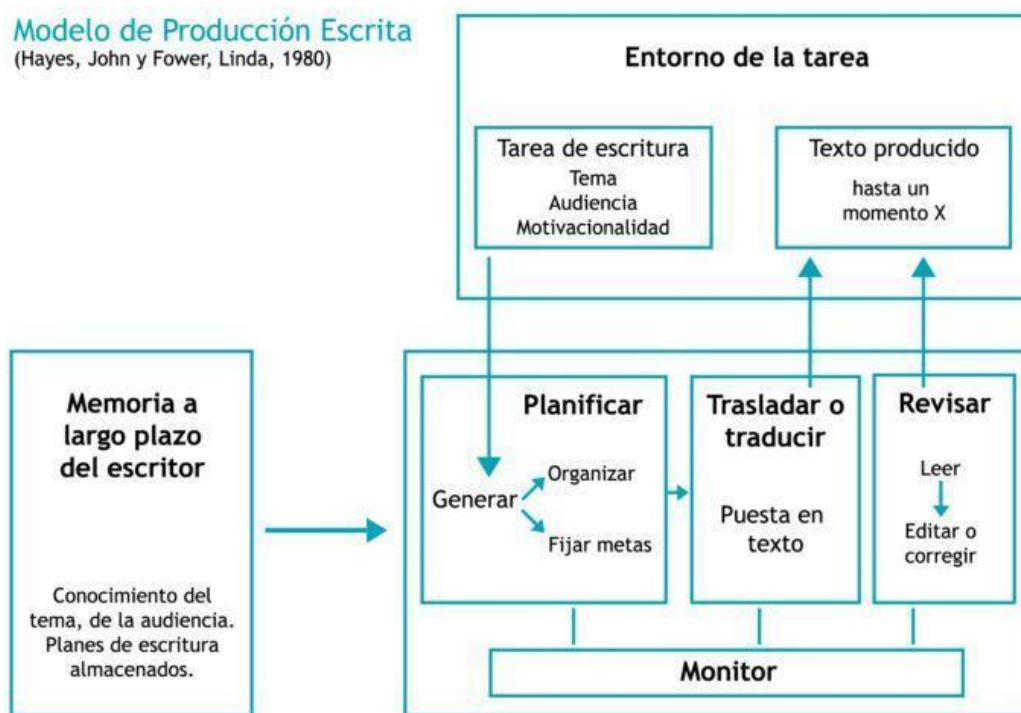 Modelo de Producción Escrita
(Hayes, John y Fower, Linda, 1980)
Entorno de la tarea
Tarea de escritura
Tema
Audiencia
Motivacionalidad
Texto producido
hasta un
momento X
Memoria a
largo plazo
del escritor
Conocimiento del
tema, de la audiencia.
Planes de escritura
almacenados.
Planificar
Generar
Organizar
Fijar metas
Trasladar o
traducir
Puesta en
texto
Revisar
Leer
Editar o
corregir
Monitor